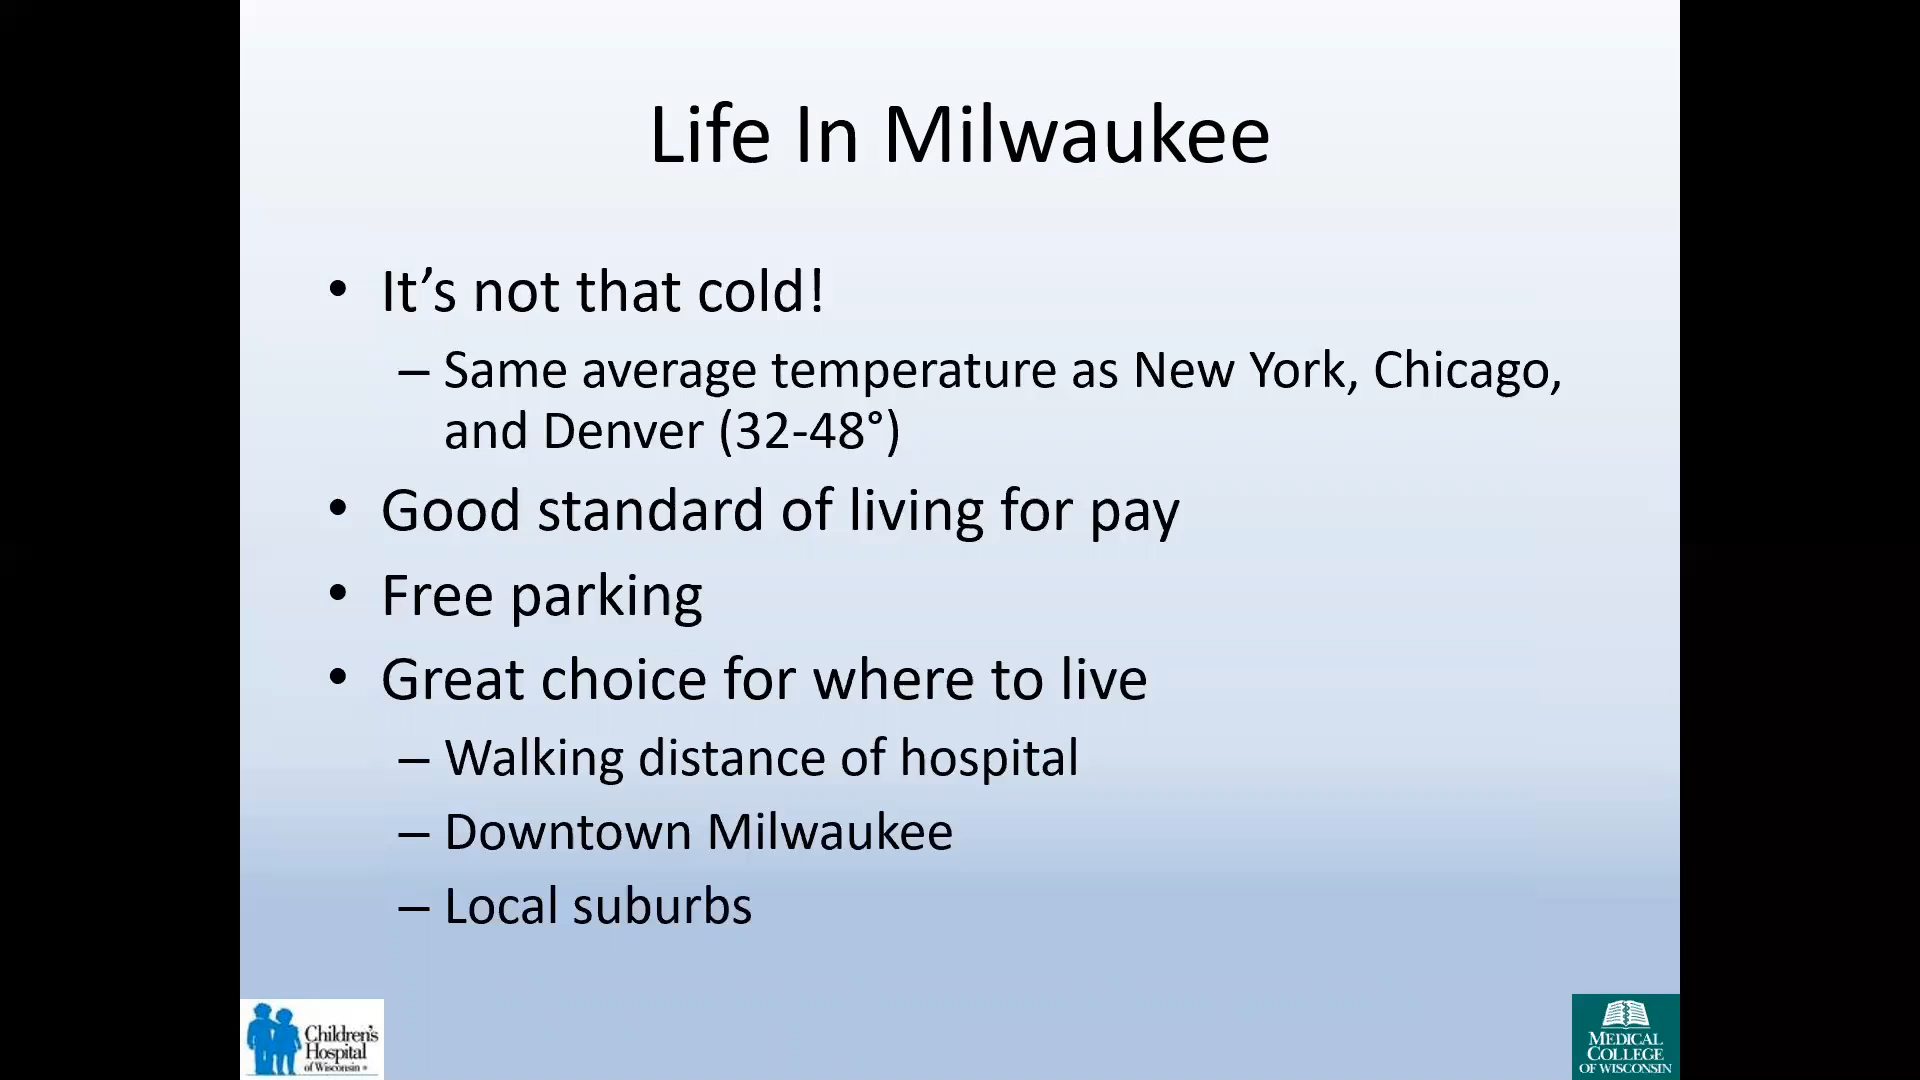 Life In Milwaukee
• It’s not that cold!
– Same average temperature as New York, Chicago,
and Denver (32-48°)
• Good standard of living for pay
• Free parking
• Great choice for where to live
– Walking distance of hospital
– Downtown Milwaukee
– Local suburbs
Children's
Hospital
of Wisconsin
MEDICAL
COLLEGE
OF WISCONSIN